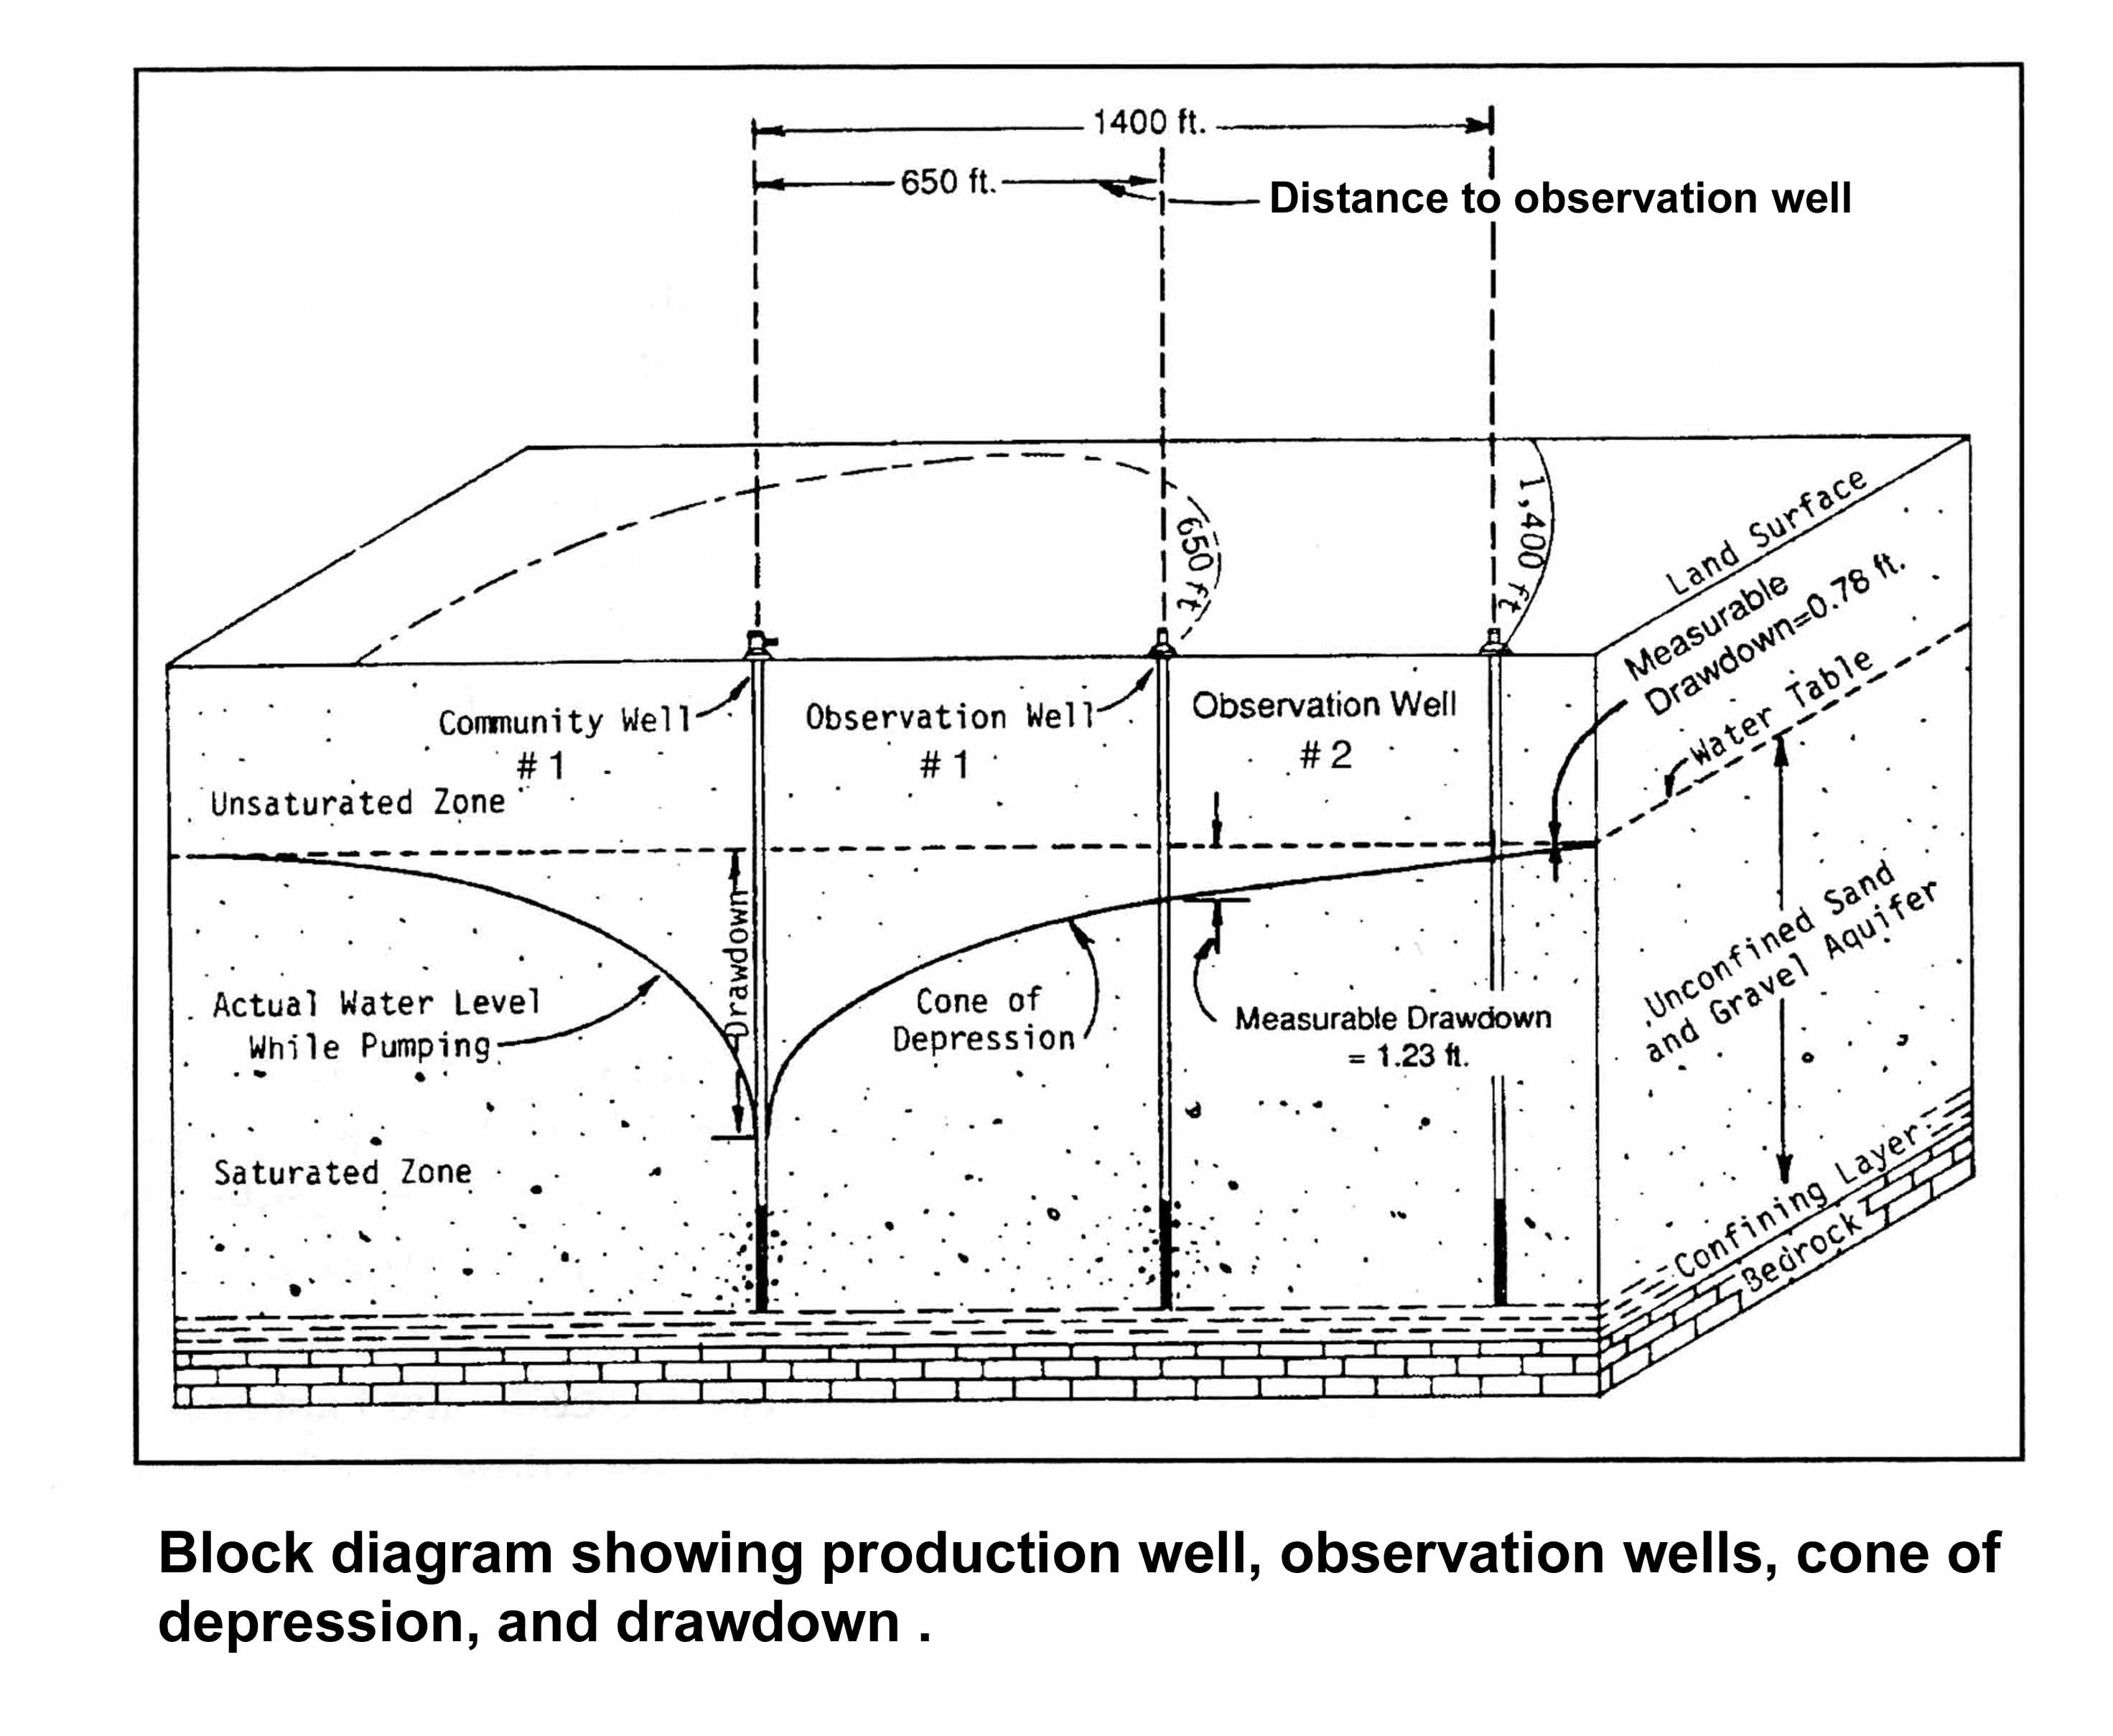 1400 ft.
650 ft.
Distance to observation well
650 ft
1,400 ft
Land Surface
Measurable
Drawdown=0.78 ft.
Water Table
Community Well
#1
Observation Well
#1
Observation Well
#2
Unsaturated Zone
Drawdown
Actual Water Level
While Pumping
Cone of
Depression
Measurable Drawdown
= 1.23 ft.
Unconfined Sand
and Gravel Aquifer
Saturated Zone
Confining Layer
Bedrock
Block diagram showing production well, observation wells, cone of
depression, and drawdown .